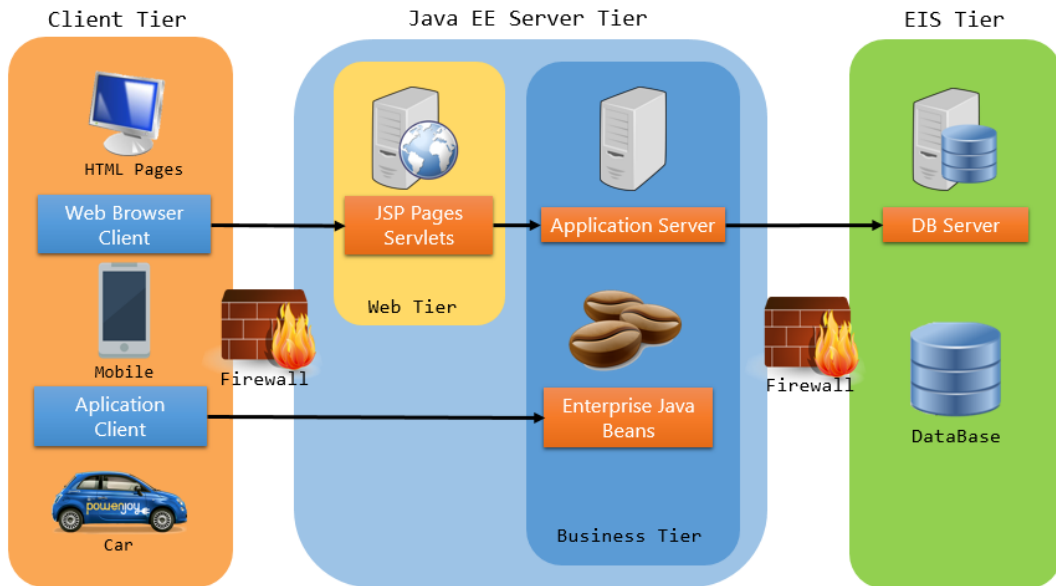 Client Tier
Java EE Server Tier
EIS Tier
HTML Pages
Web Browser
Client
JSP Pages
Servlets
Application Server
DB Server
Web Tier
Mobile
Firewall
Firewall
Aplication
Client
Enterprise Java
Beans
DataBase
powerjoy
Car
Business Tier